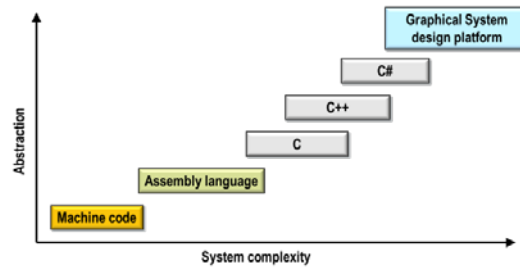 Graphical System
design platform
C#
C++
C
Assembly language
Machine code
Abstraction
System complexity